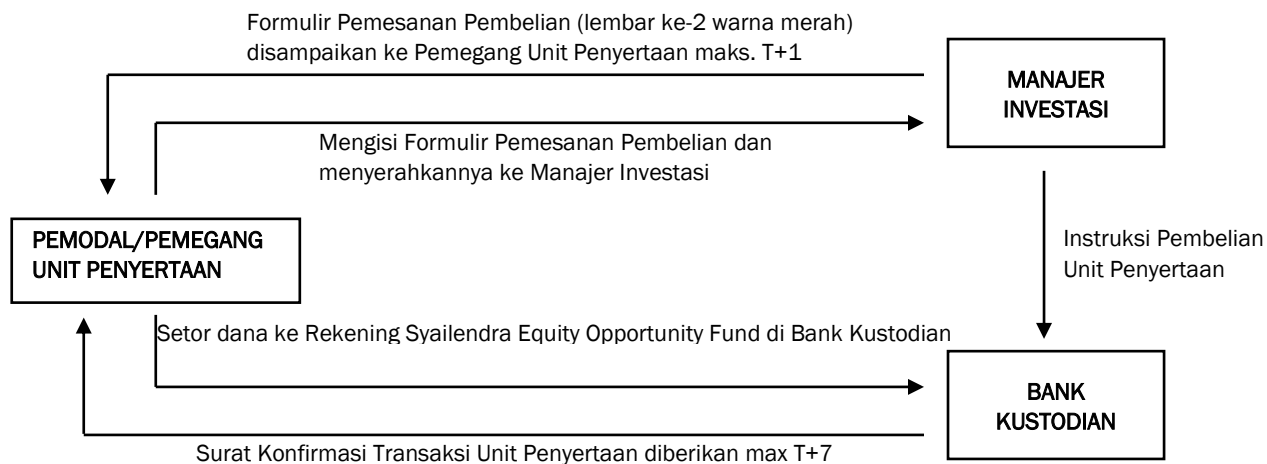 Formulir Pemesanan Pembelian (lembar ke-2 warna merah)
disampaikan ke Pemegang Unit Penyertaan maks. T+1
MANAJER
INVESTASI
Mengisi Formulir Pemesanan Pembelian dan
menyerahkannya ke Manajer Investasi
PEMODAL/PEMEGANG
UNIT PENYERTAAN
Instruksi Pembelian
Unit Penyertaan
Setor dana ke Rekening Syailendra Equity Opportunity Fund di Bank Kustodian
BANK
KUSTODIAN
Surat Konfirmasi Transaksi Unit Penyertaan diberikan max T+7